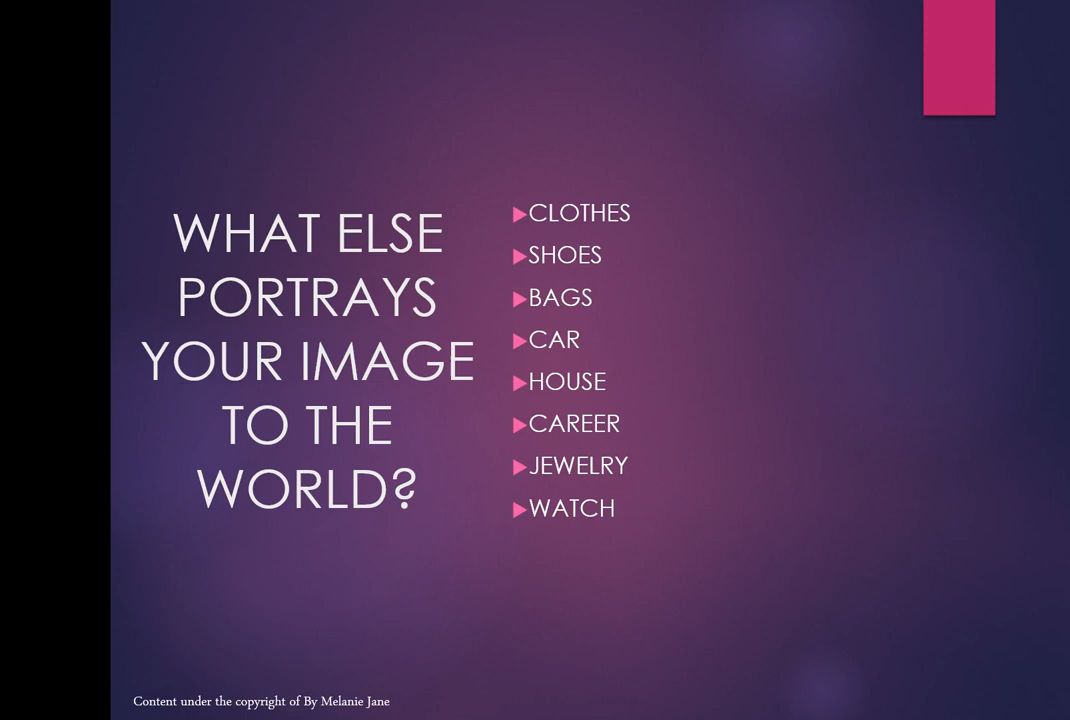 WHAT ELSE
PORTRAYS
YOUR IMAGE
TO THE
WORLD?
CLOTHES
SHOES
BAGS
CAR
HOUSE
CAREER
JEWELRY
WATCH
Content under the copyright of By Melanie Jane